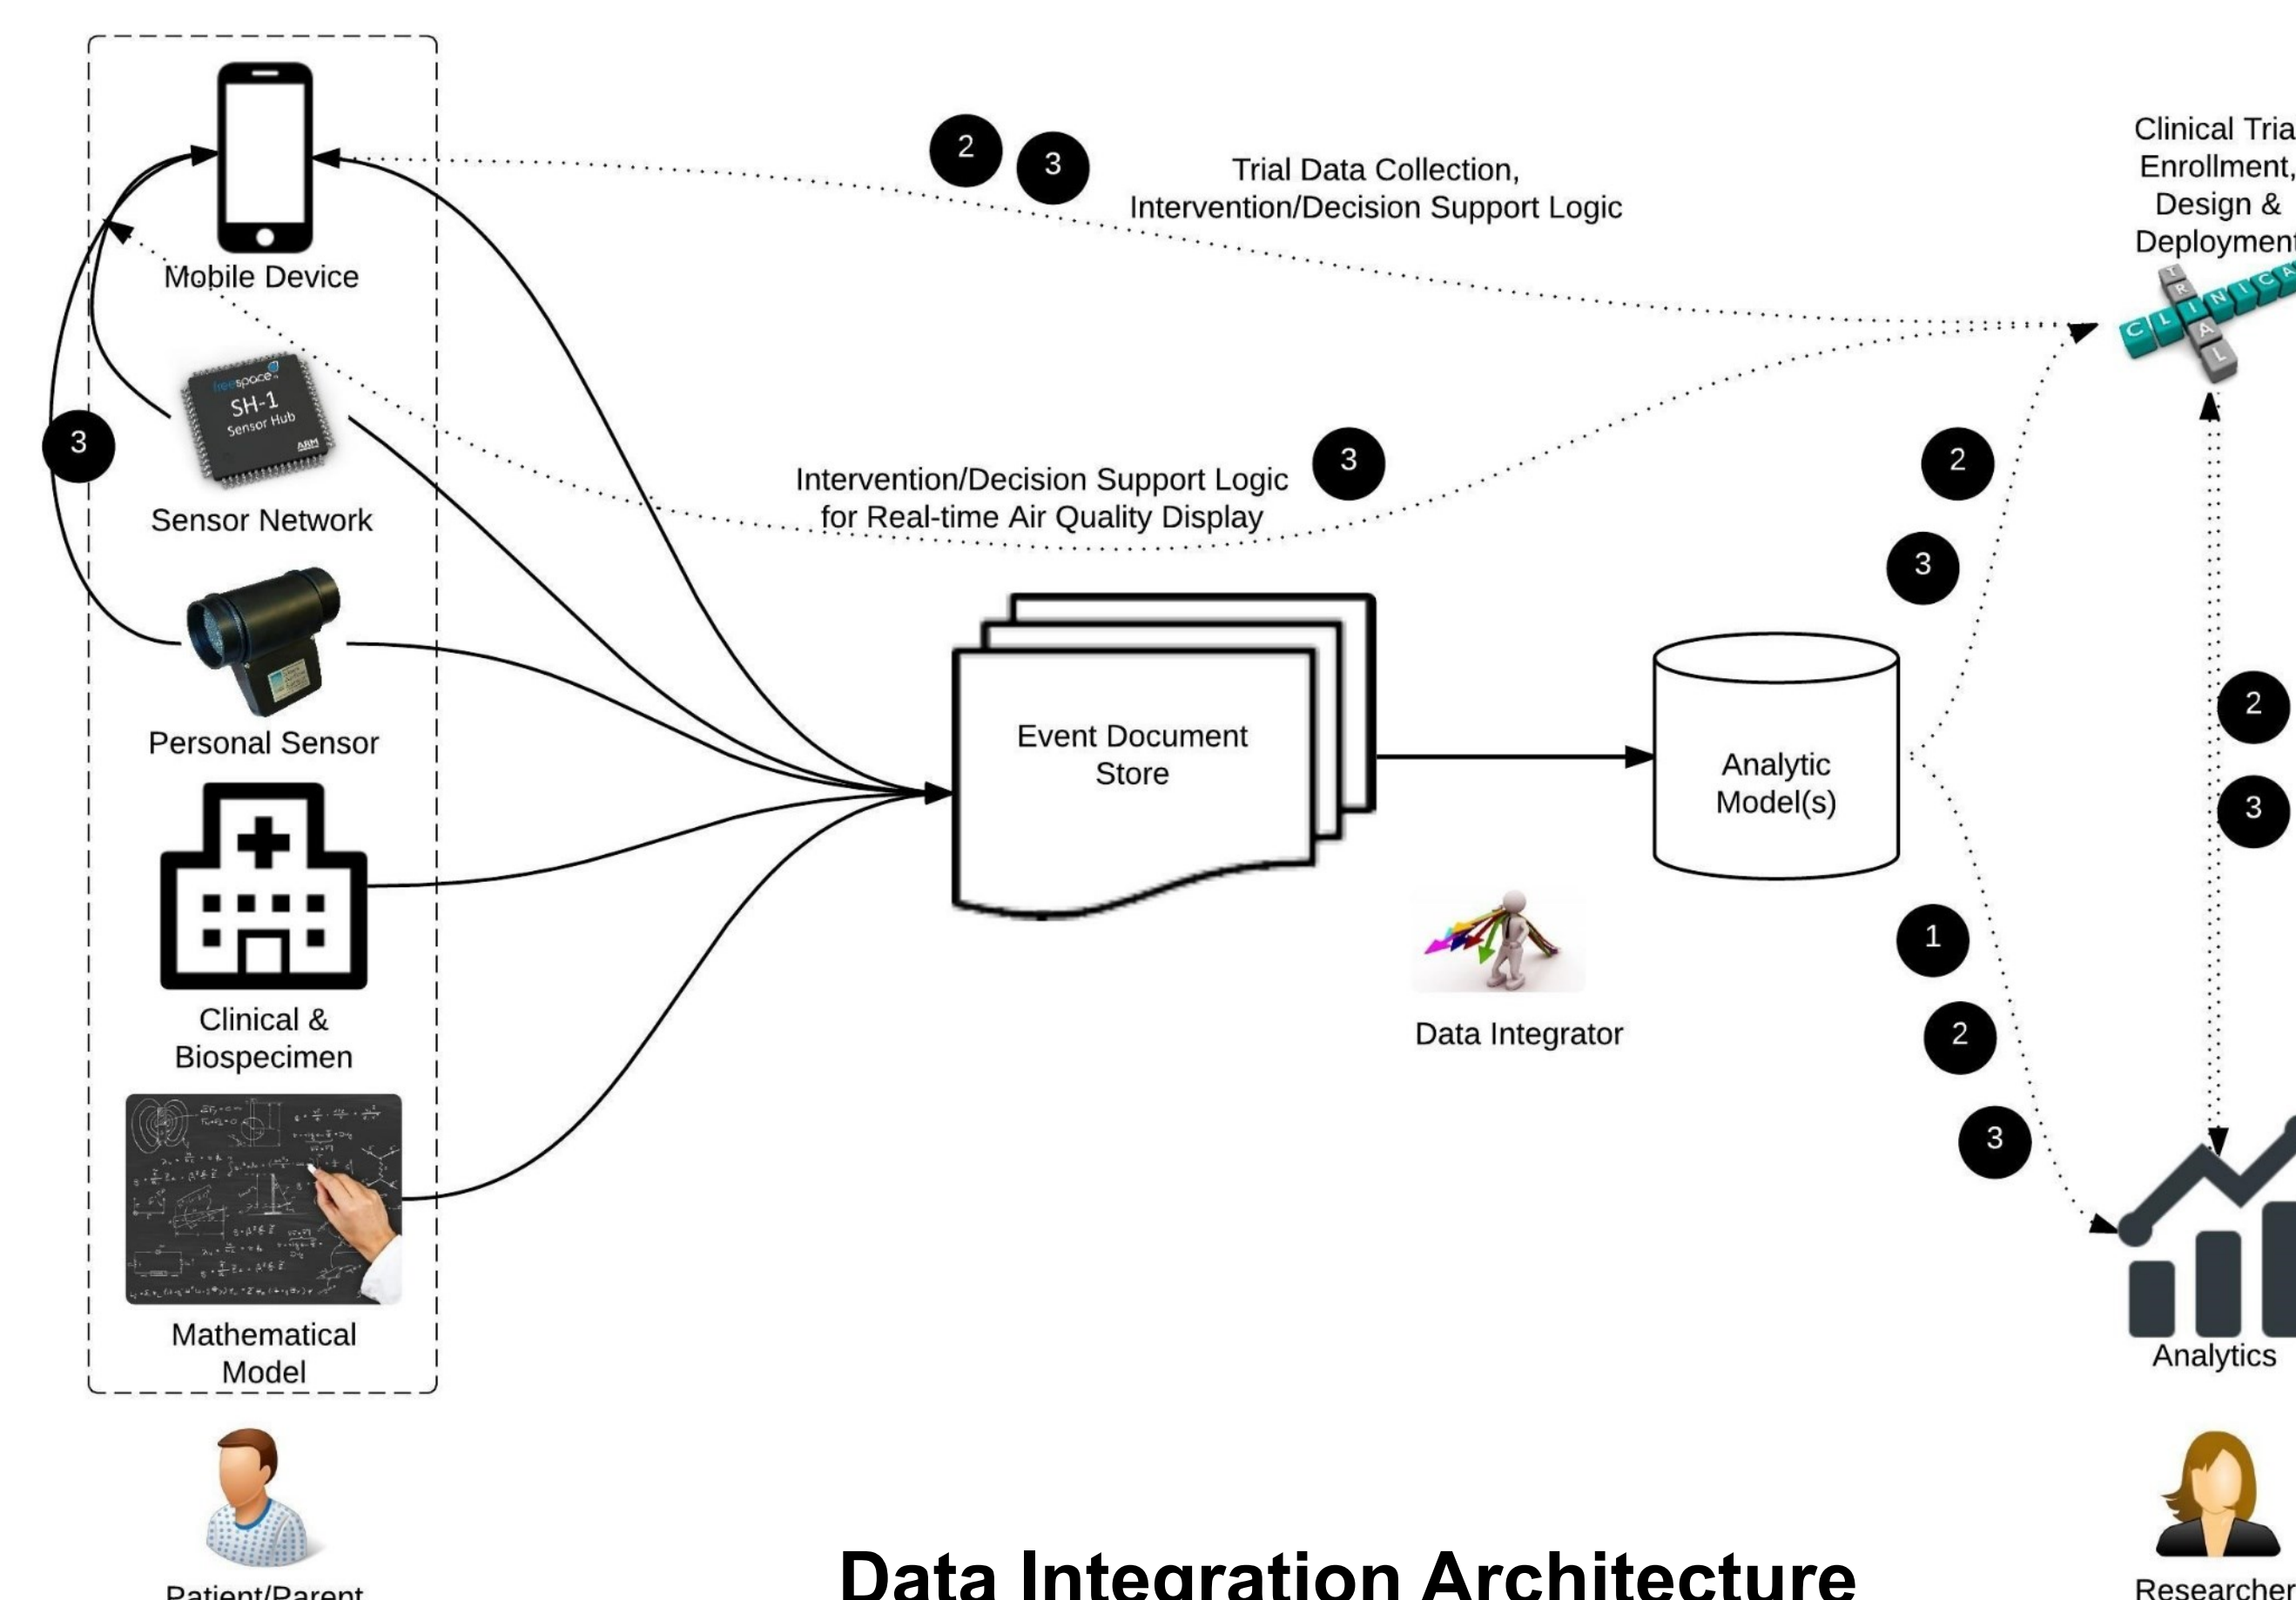 Mobile Device
freespace
SH-1
Sensor Hub
ARM
Sensor Network
3
Personal Sensor
Clinical &
Biospecimen
Mathematical
Model
Patient/Parent
2
3
Trial Data Collection,
Intervention/Decision Support Logic
Intervention/Decision Support Logic
for Real-time Air Quality Display
3
Event Document
Store
Data Integrator
Analytic
Model(s)
2
3
1
2
3
Clinical Tria
Enrollment,
Design &
Deployment
CLINICA
TRIAL
2
3
Analytics
Researcher
Data Integration Architecture